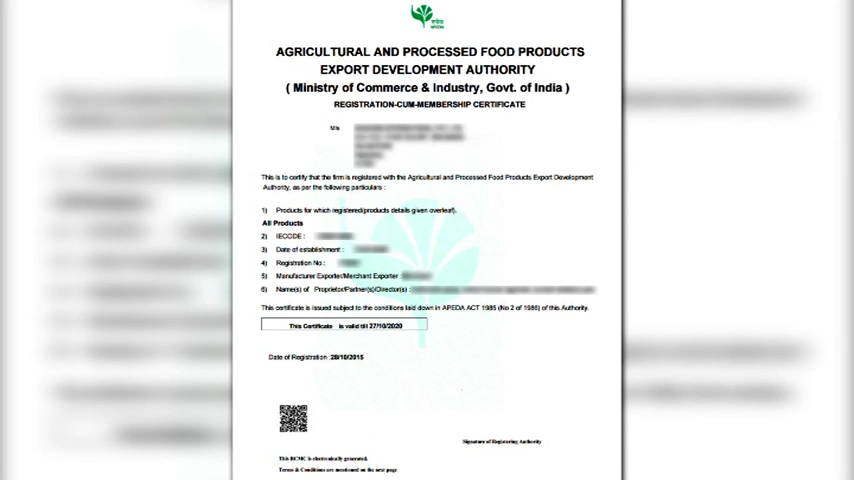 एपीडा
APEDA
AGRICULTURAL AND PROCESSED FOOD PRODUCTS
EXPORT DEVELOPMENT AUTHORITY
( Ministry of Commerce & Industry, Govt. of India )
REGISTRATION-CUM-MEMBERSHIP CERTIFICATE
M/s
This is to certify that the firm is registered with the Agricultural and Processed Food Products Export Development
Authority, as per the following particulars :
1) Products for which registered(products details given overleaf).
All Products
2) IECODE :
3) Date of establishment :
4) Registration No :
5) Manufacturer Exporter/Merchant Exporter
6) Name(s) of Proprietor/Partner(s)/Director(s) :
This certificate is issued subject to the conditions laid down in APEDA ACT 1985 (No 2 of 1986) of this Authority.
This Certificate is valid till 27/10/2020
Date of Registration :28/10/2015
Signature of Registering Authority
This RCMC is electronically generated.
Terms & Conditions are mentioned on the next page